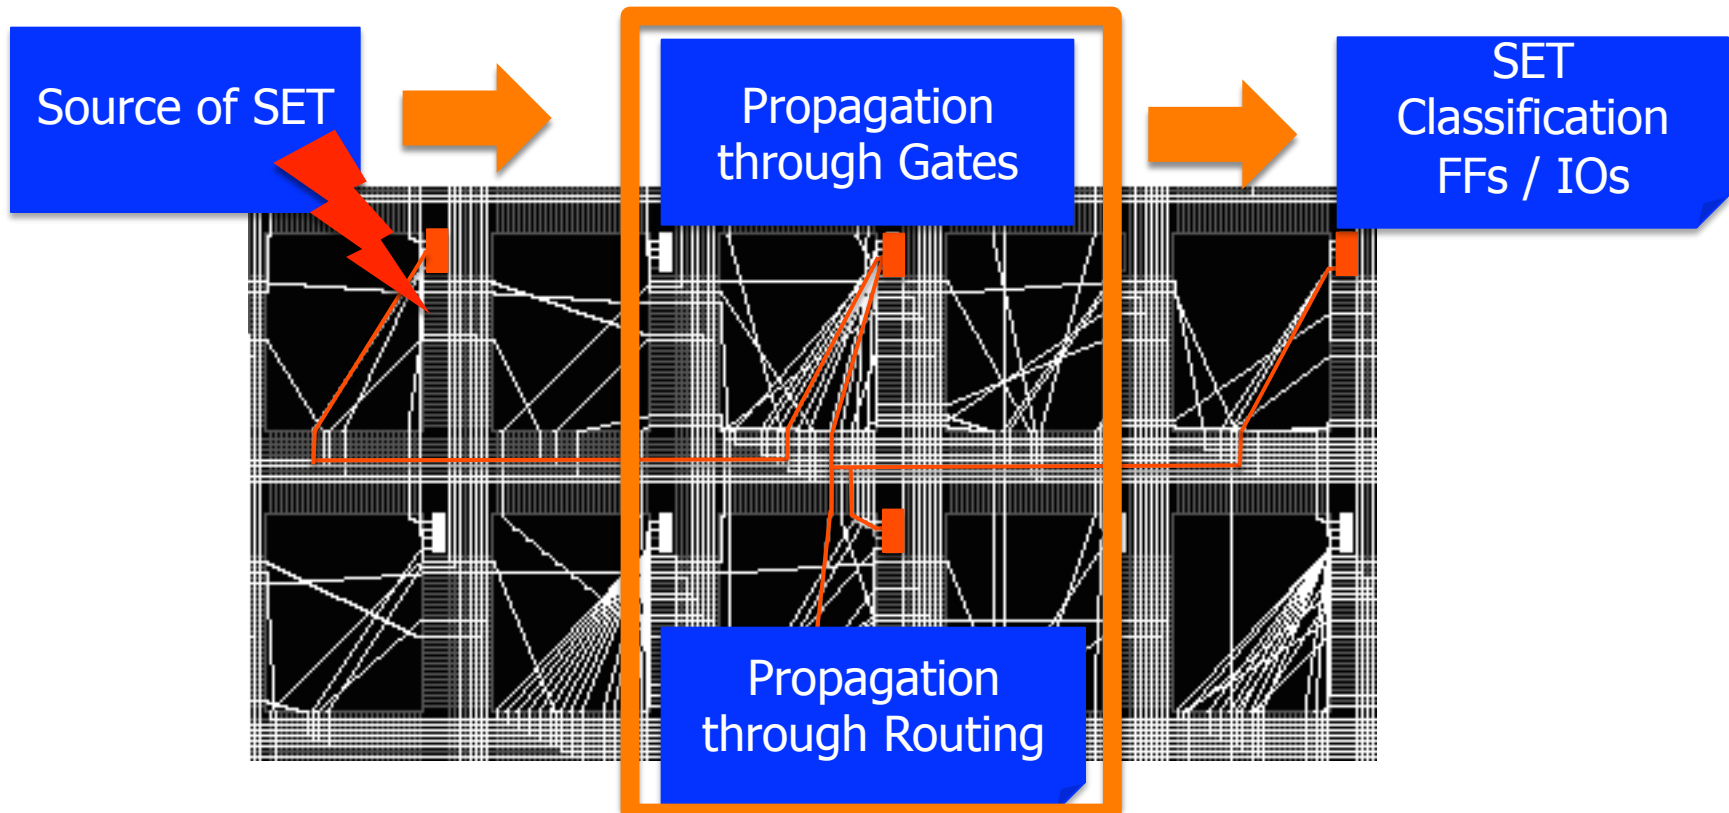 Source of SET
Propagation
through Gates
SET
Classification
FFs / IOs
Propagation
through Routing